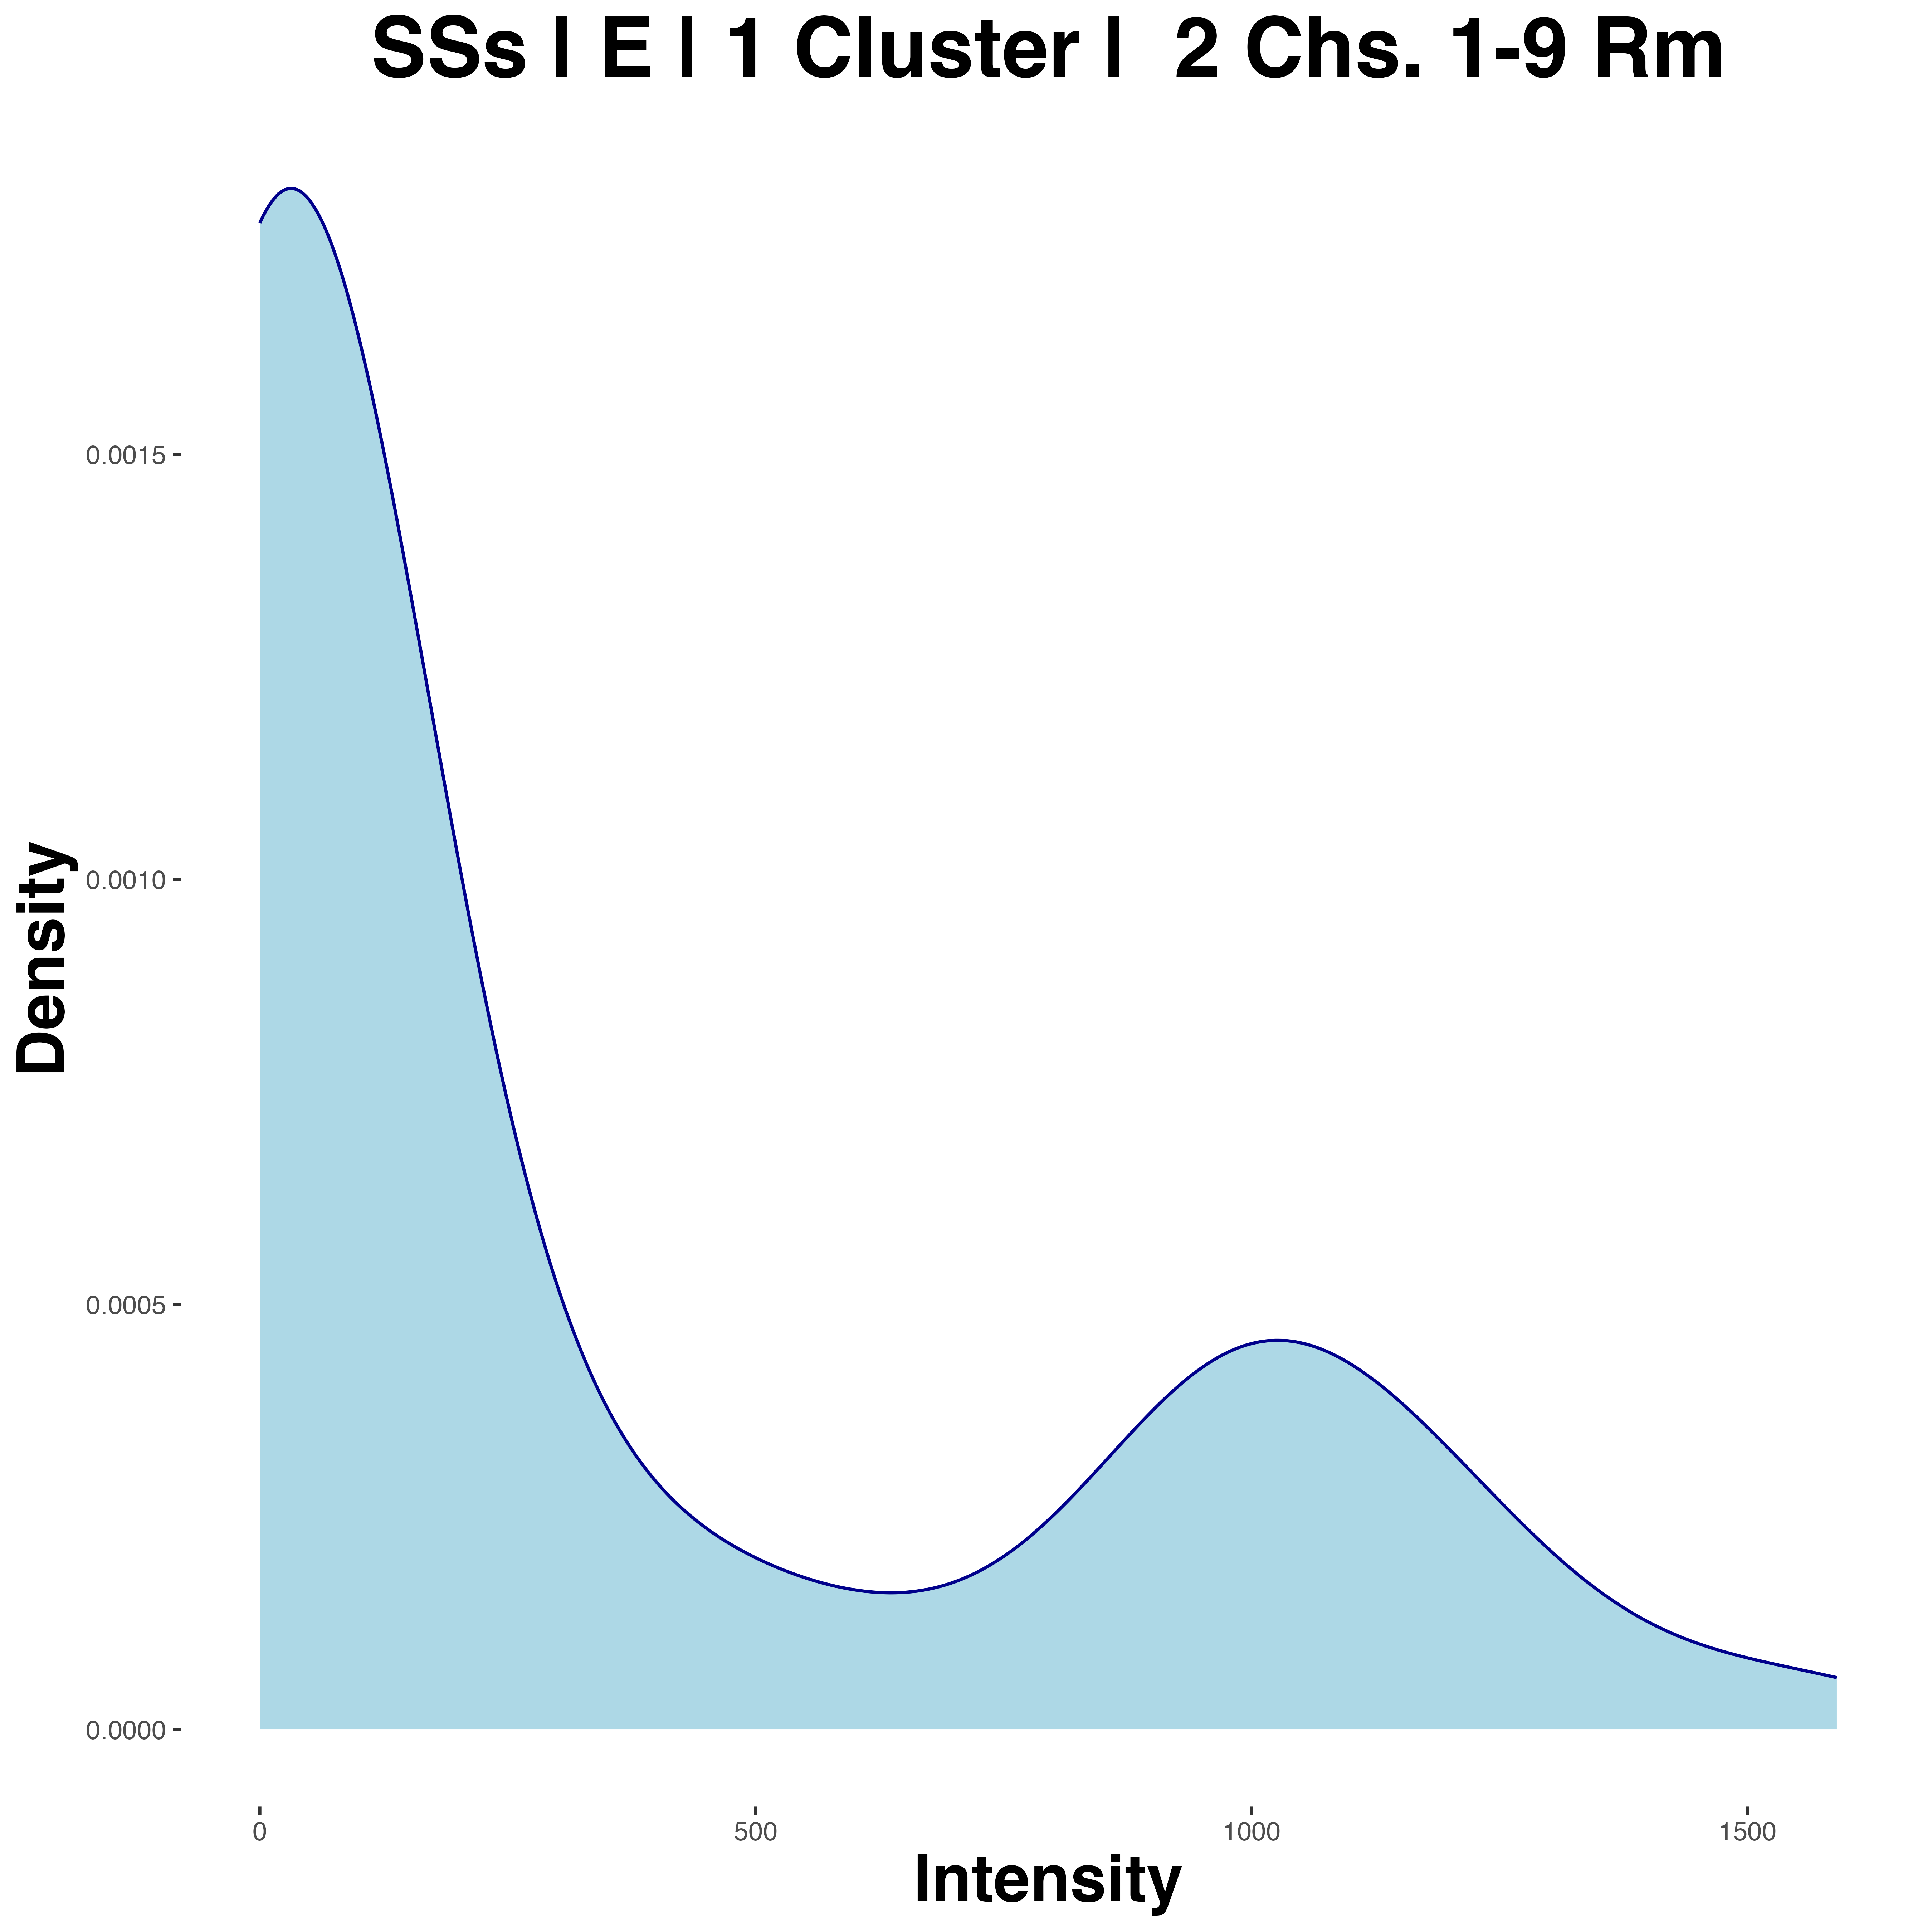 SSs | E | 1 Cluster | 2 Chs. 1-9 Rm
Density
0.0015
0.0010
0.0005
0.0000
0 500 1000 1500
Intensity